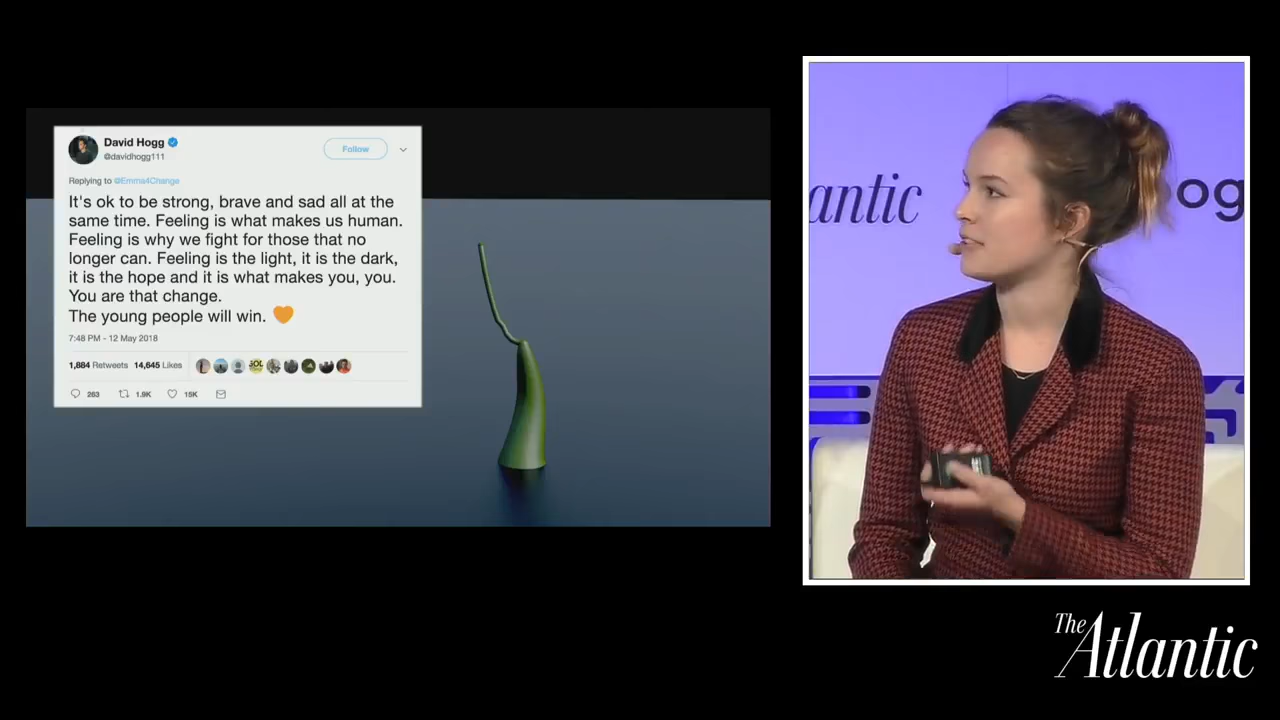 David Hogg
@davidhogg111
Follow
Replying to @Emma4Change
It's ok to be strong, brave and sad all at the
same time. Feeling is what makes us human.
Feeling is why we fight for those that no
longer can. Feeling is the light, it is the dark,
it is the hope and it is what makes you, you.
You are that change.
The young people will win. 🧡
7:48 PM - 12 May 2018
1,884 Retweets 14,645 Likes
263 1.9K 15K
antic
og
The Atlantic